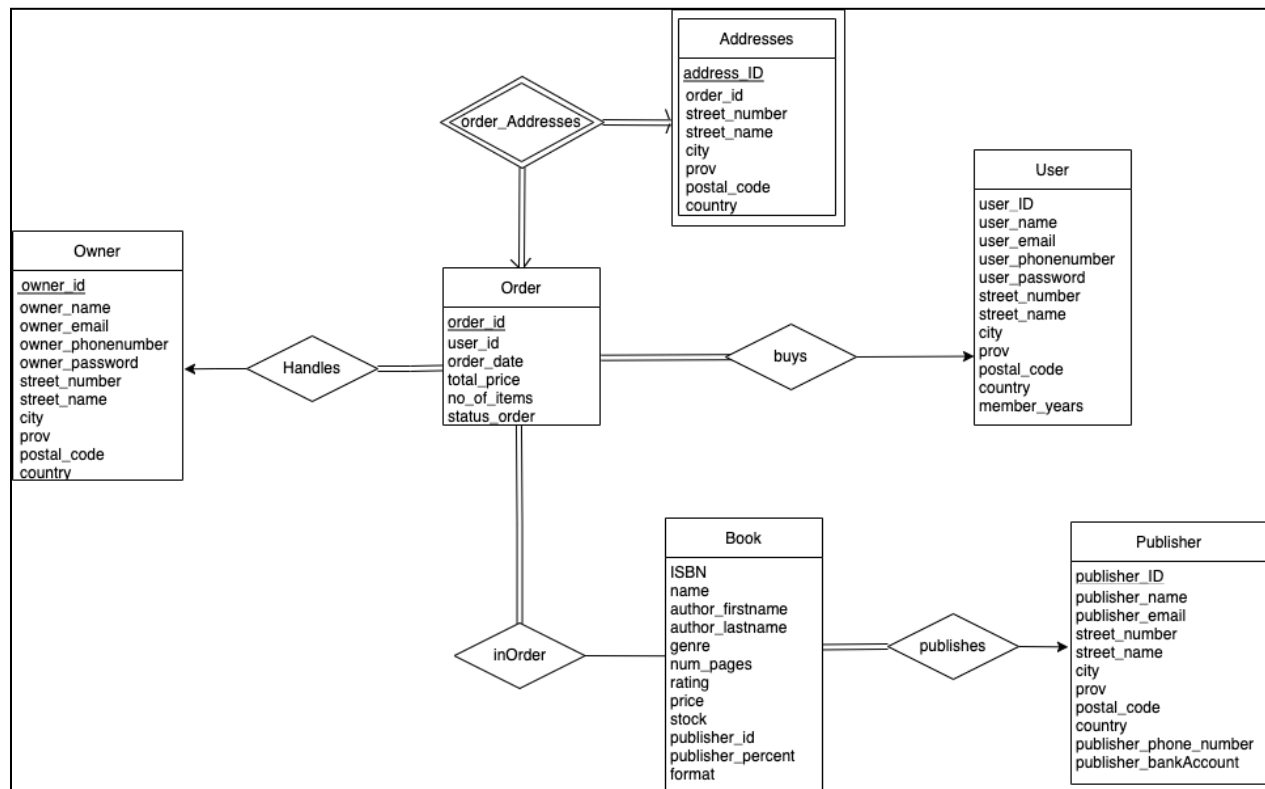 Addresses
address_ID
order_id
street_number
street_name
city
prov
postal_code
country
order_Addresses
User
user_ID
user_name
user_email
user_phonenumber
user_password
street_number
street_name
city
prov
postal_code
country
member_years
Owner
owner_id
owner_name
owner_email
owner_phonenumber
owner_password
street_number
street_name
city
prov
postal_code
country
Handles
Order
order_id
user_id
order_date
total_price
no_of_items
status_order
buys
inOrder
Book
ISBN
name
author_firstname
author_lastname
genre
num_pages
rating
price
stock
publisher_id
publisher_percent
format
publishes
Publisher
publisher_ID
publisher_name
publisher_email
street_number
street_name
city
prov
postal_code
country
publisher_phone_number
publisher_bankAccount